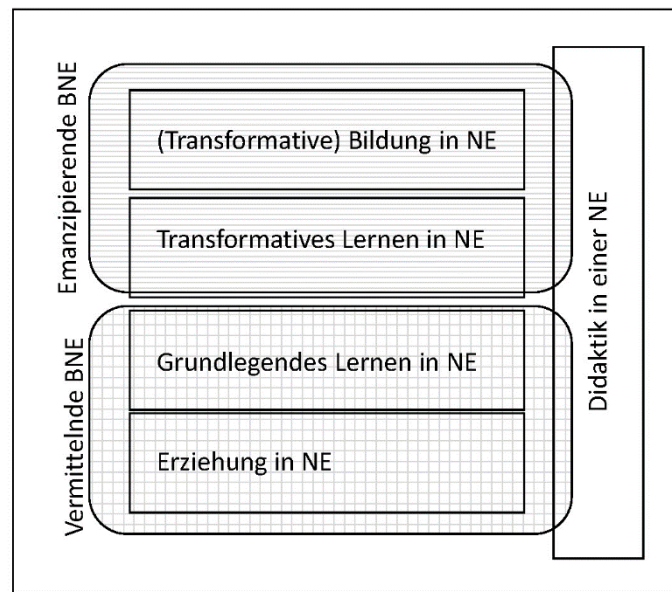 Emanzipierende BNE
(Transformative) Bildung in NE
Transformatives Lernen in NE
Vermittelnde BNE
Grundlegendes Lernen in NE
Erziehung in NE
Didaktik in einer NE